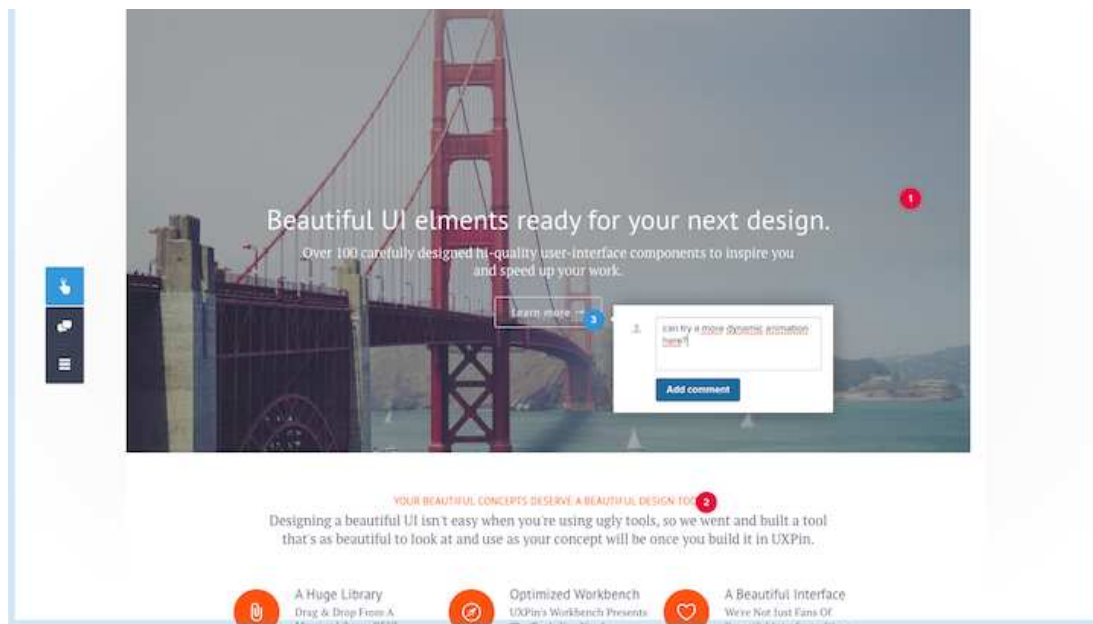 1
Beautiful UI elments ready for your next design.
Over 100 carefully designed hi-quality user-interface components to inspire you
and speed up your work.
Learn more →
3
can try a more dynamic animation
here?
Add comment
YOUR BEAUTIFUL CONCEPTS DESERVE A BEAUTIFUL DESIGN
2
Designing a beautiful UI isn't easy when you're using ugly tools, so we went and built a tool
that's as beautiful to look at and use as your concept will be once you build it in UXPin.
A Huge Library
Drag & Drop From A
Optimized Workbench
UXPin's Workbench Presents
A Beautiful Interface
We're Not Just Fans Of